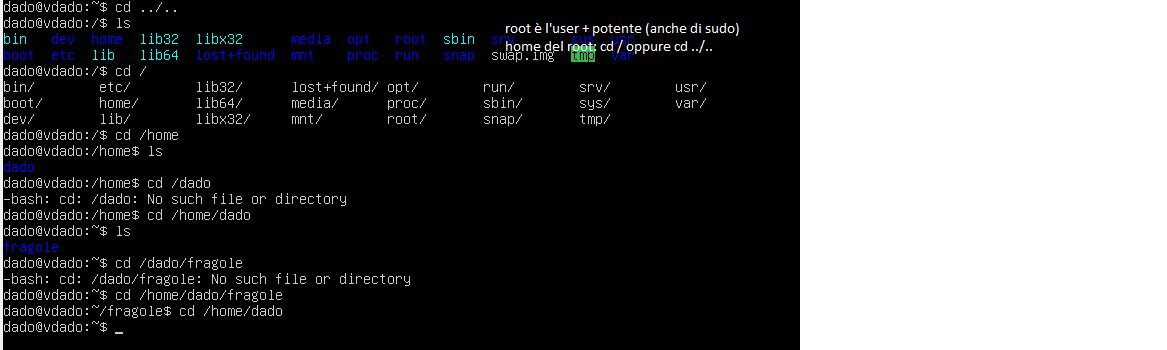 dado@vdado:~$ cd ../..
dado@vdado:/$ ls
root è l'user + potente (anche di sudo)
bin dev home lib32 libx32 media opt root sbin srv sys usr
home del root: cd / oppure cd ../..
boot etc lib lib64 lost+found mnt proc run snap swap.img tmp var
dado@vdado:/$ cd /
bin/ etc/ lib32/ lost+found/ opt/ run/ srv/ usr/
boot/ home/ lib64/ media/ proc/ sbin/ sys/ var/
dev/ lib/ libx32/ mnt/ root/ snap/ tmp/
dado@vdado:/$ cd /home
dado@vdado:/home$ ls
dado
dado@vdado:/home$ cd /dado
-bash: cd: /dado: No such file or directory
dado@vdado:/home$ cd /home/dado
dado@vdado:~$ ls
fragole
dado@vdado:~$ cd /dado/fragole
-bash: cd: /dado/fragole: No such file or directory
dado@vdado:~$ cd /home/dado/fragole
dado@vdado:~/fragole$ cd /home/dado
dado@vdado:~$ _